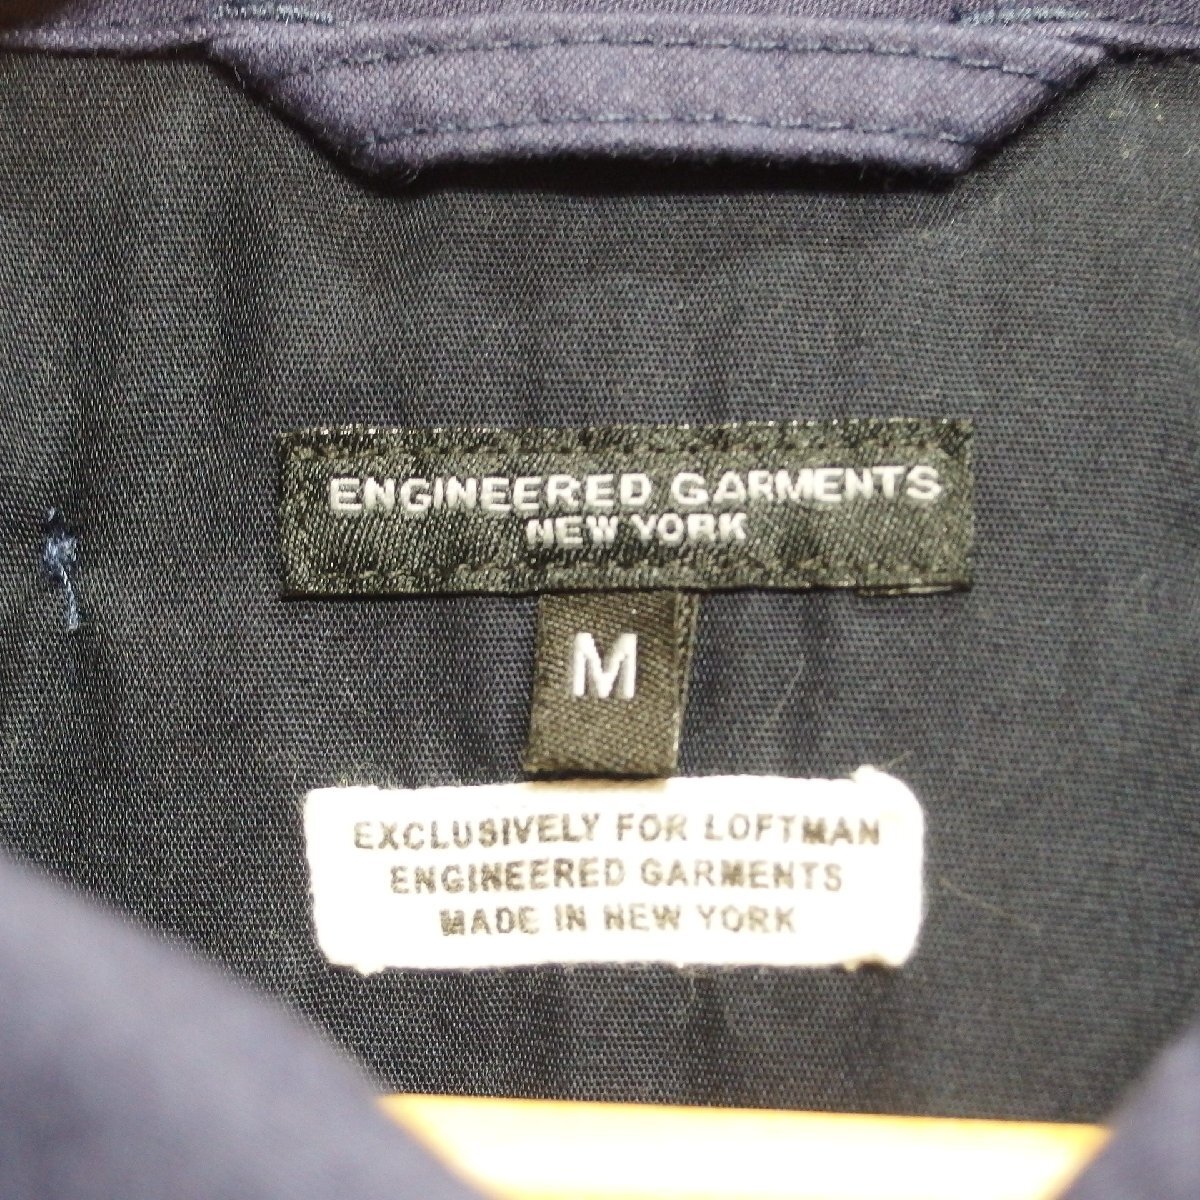 ENGINEERED GARMENTS
NEW YORK
M
EXCLUSIVELY FOR LOFTMAN
ENGINEERED GARMENTS
MADE IN NEW YORK